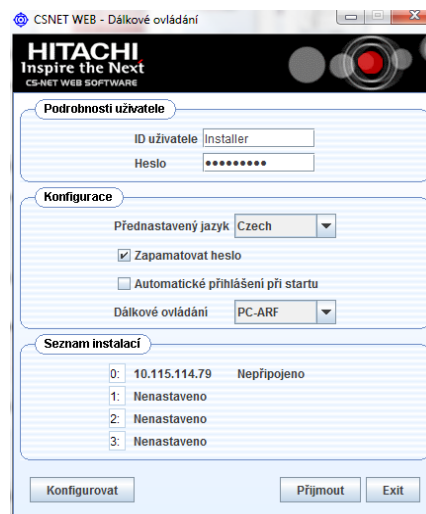 CSNET WEB - Dálkové ovládání
HITACHI
Inspire the Next
CS-NET WEB SOFTWARE
Podrobnosti uživatele
ID uživatele Installer
Heslo •••••••••
Konfigurace
Přednastavený jazyk Czech
Zapamatovat heslo
Automatické přihlášení při startu
Dálkové ovládání PC-ARF
Seznam instalací
0: 10.115.114.79 Nepřipojeno
1: Nenastaveno
2: Nenastaveno
3: Nenastaveno
Konfigurovat Přijmout Exit